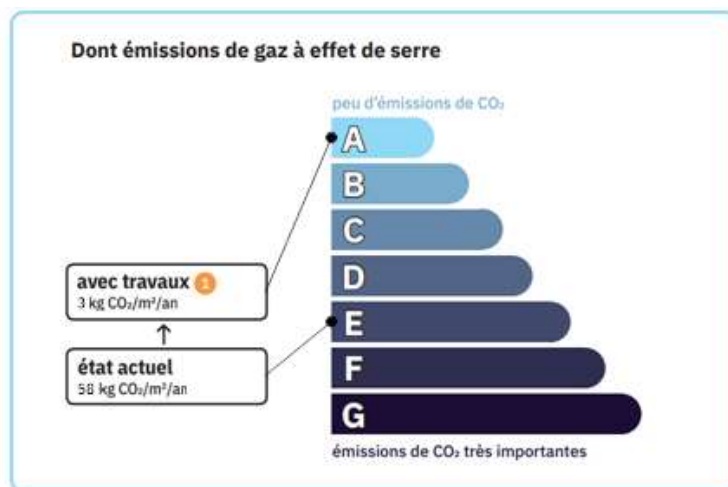 Dont émissions de gaz à effet de serre
peu d'émissions de CO₂
A
B
C
D
E
F
G
avec travaux 1
3 kg CO₂/m²/an
état actuel
58 kg CO₂/m²/an
émissions de CO₂ très importantes